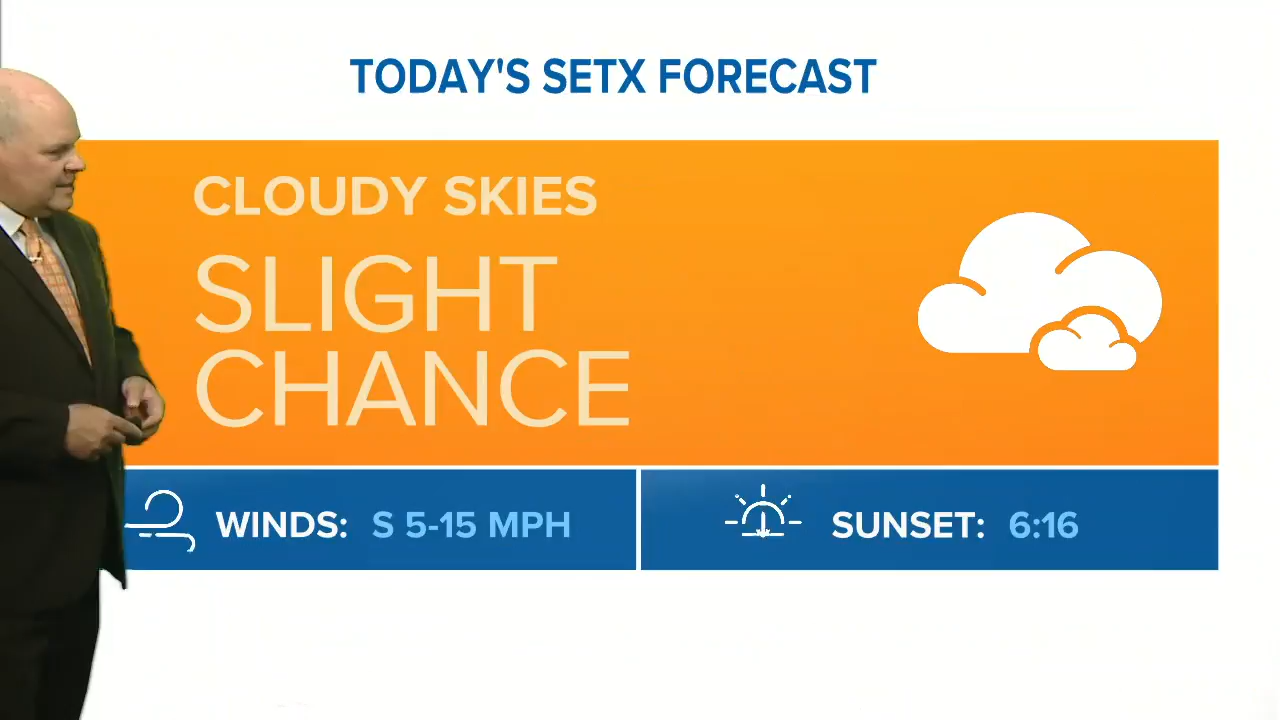 TODAY'S SETX FORECAST
CLOUDY SKIES
SLIGHT
CHANCE
WINDS: S 5-15 MPH
SUNSET: 6:16